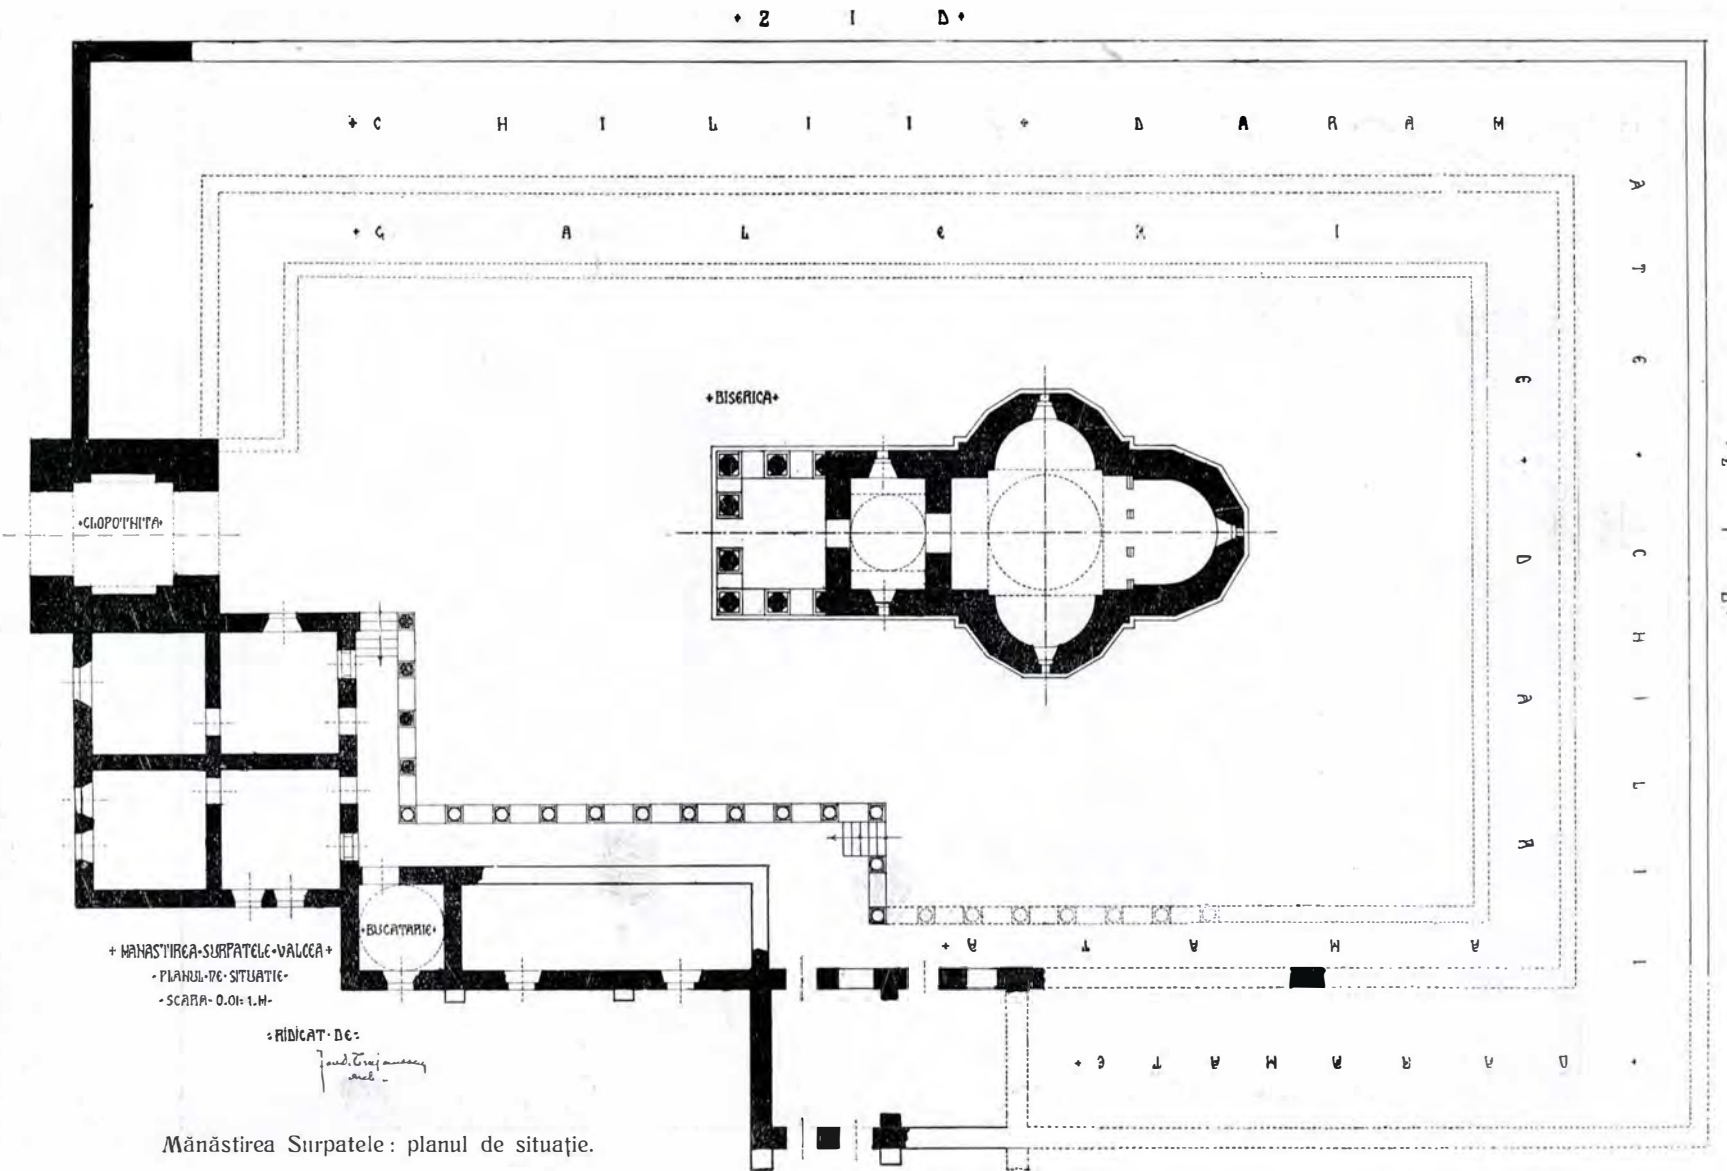 + Z I D +
+ C H I L I I + D A R A M
A T E + C H I L I I
+ G A L E R I
E + D A R A
M A T A +
+ BISERICA +
+ CLOPOTNITA +
+ BUCATARIE +
+ MANASTIREA • SURPATELE • VALCEA +
- PLANUL • DE • SITUATIE -
- SCARA - 0.01: 1. M -
: RIDICAT • DE :
+ Z I D
+ D A R A M A T E +
Mănăstirea Surpatele : planul de situație.